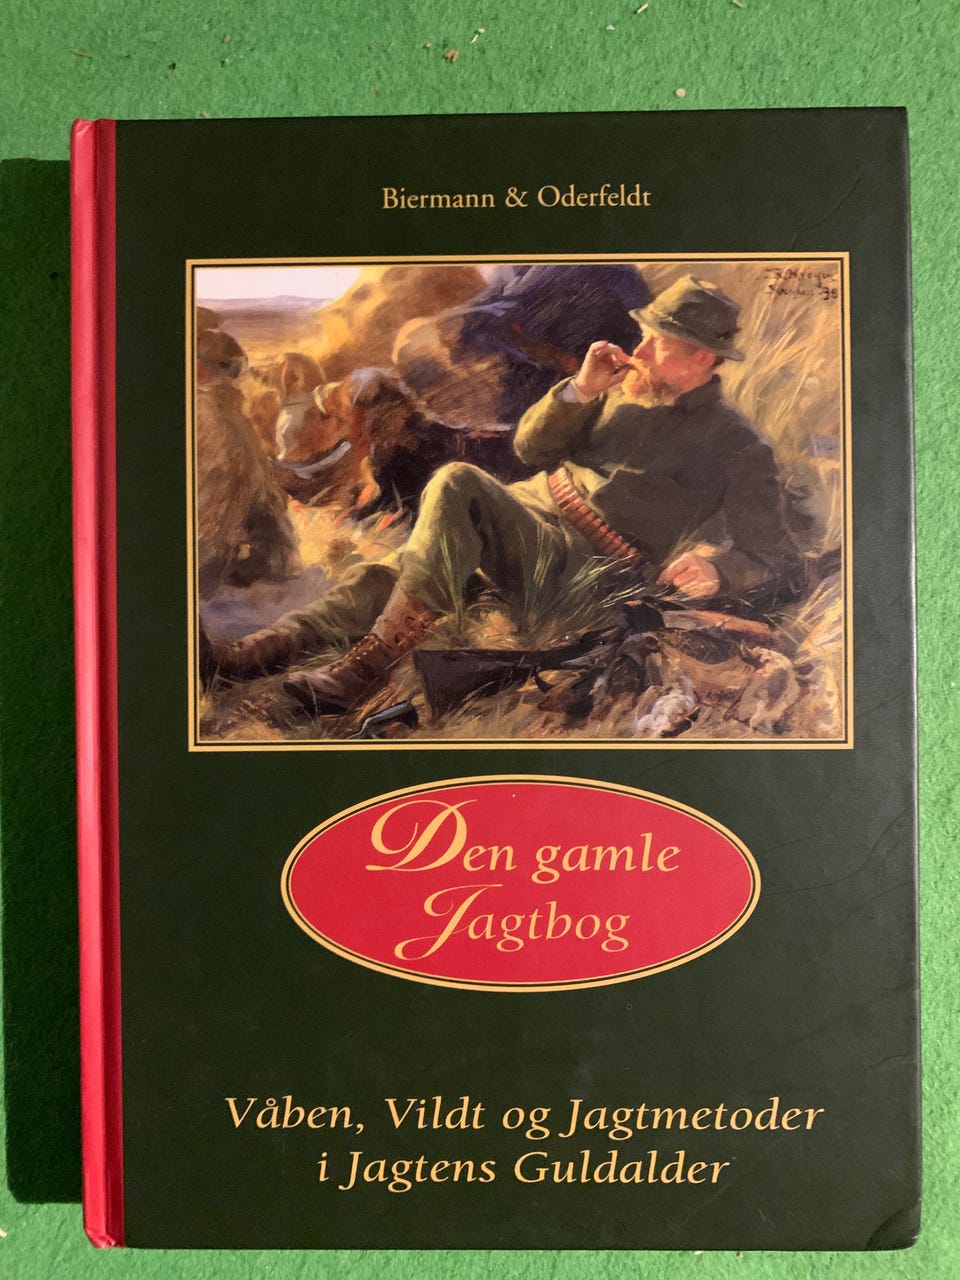 Biermann & Oderfeldt
Den gamle
Jagtbog
Våben, Vildt og Jagtmetoder
i Jagtens Guldalder